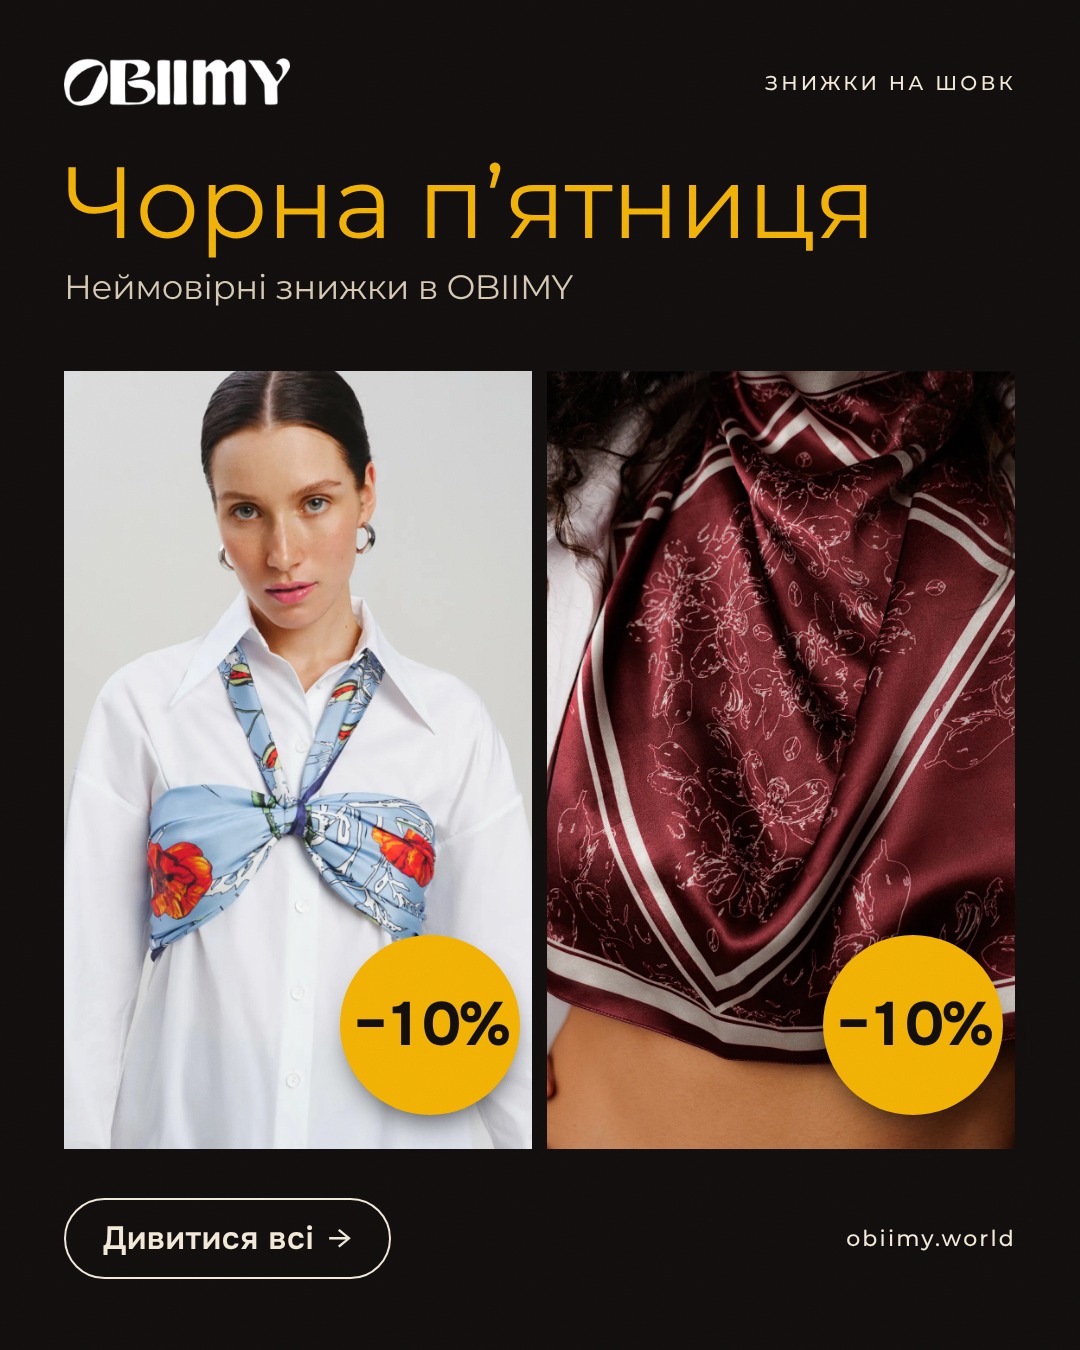 OBIIMY
ЗНИЖКИ НА ШОВК
Чорна п’ятниця
Неймовірні знижки в OBIIMY
−10%
−10%
Дивитися всі →
obiimy.world